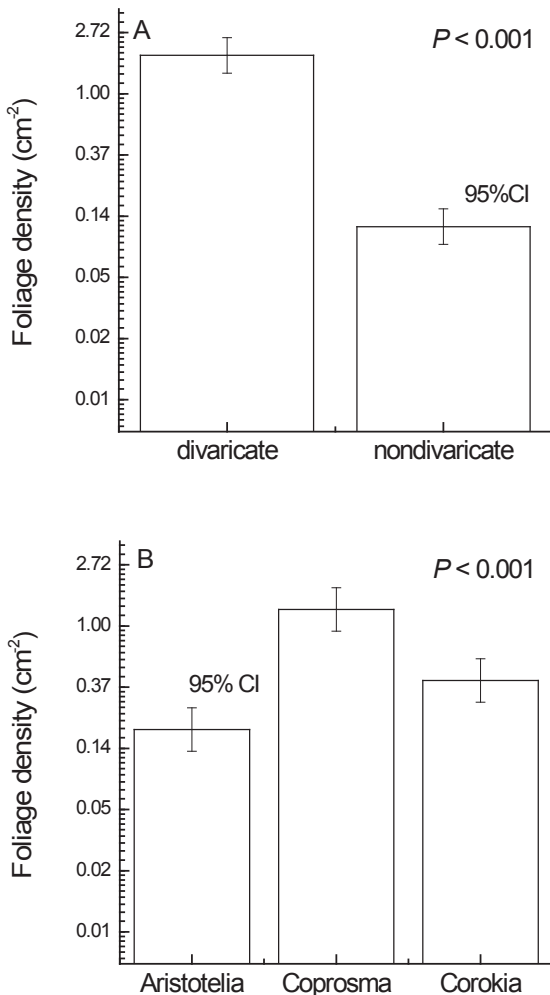 A
P < 0.001
2.72
1.00
0.37
0.14
0.05
0.02
0.01
Foliage density (cm-2)
95%CI
divaricate nondivaricate
B
P < 0.001
2.72
1.00
0.37
0.14
0.05
0.02
0.01
Foliage density (cm-2)
95% CI
Aristotelia Coprosma Corokia